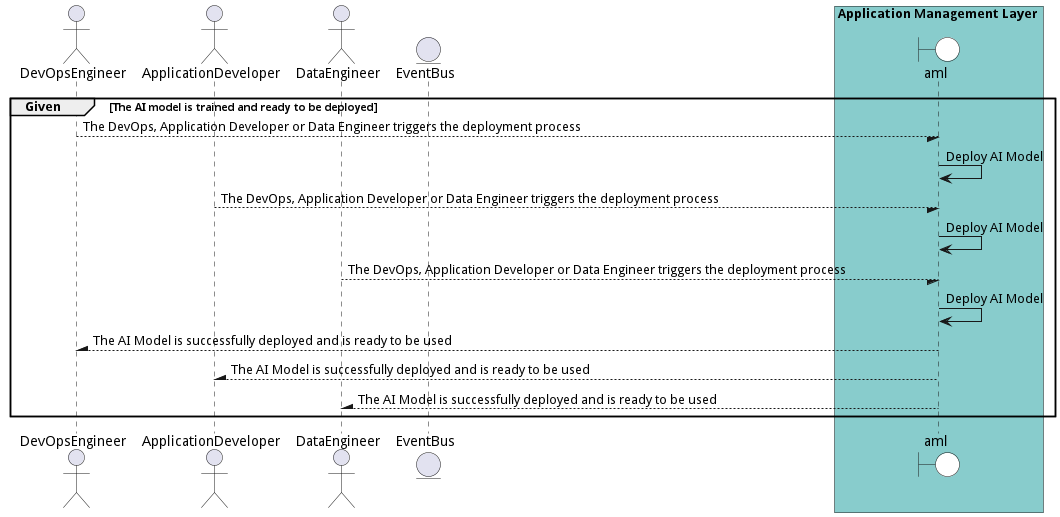 Application Management Layer
DevOpsEngineer ApplicationDeveloper DataEngineer EventBus aml
Given [The AI model is trained and ready to be deployed]
The DevOps, Application Developer or Data Engineer triggers the deployment process
Deploy AI Model
The DevOps, Application Developer or Data Engineer triggers the deployment process
Deploy AI Model
The DevOps, Application Developer or Data Engineer triggers the deployment process
Deploy AI Model
The AI Model is successfully deployed and is ready to be used
The AI Model is successfully deployed and is ready to be used
The AI Model is successfully deployed and is ready to be used
DevOpsEngineer ApplicationDeveloper DataEngineer EventBus aml